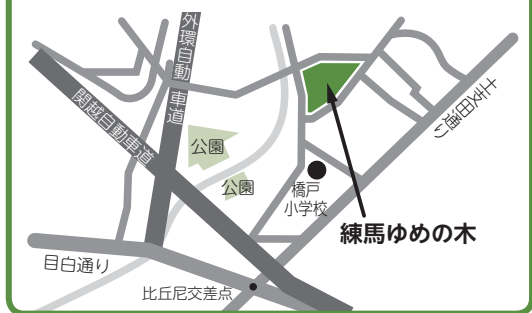 外環自動車道
関越自動車道
土支田通り
公園
公園
橋戸
小学校
練馬ゆめの木
目白通り
比丘尼交差点